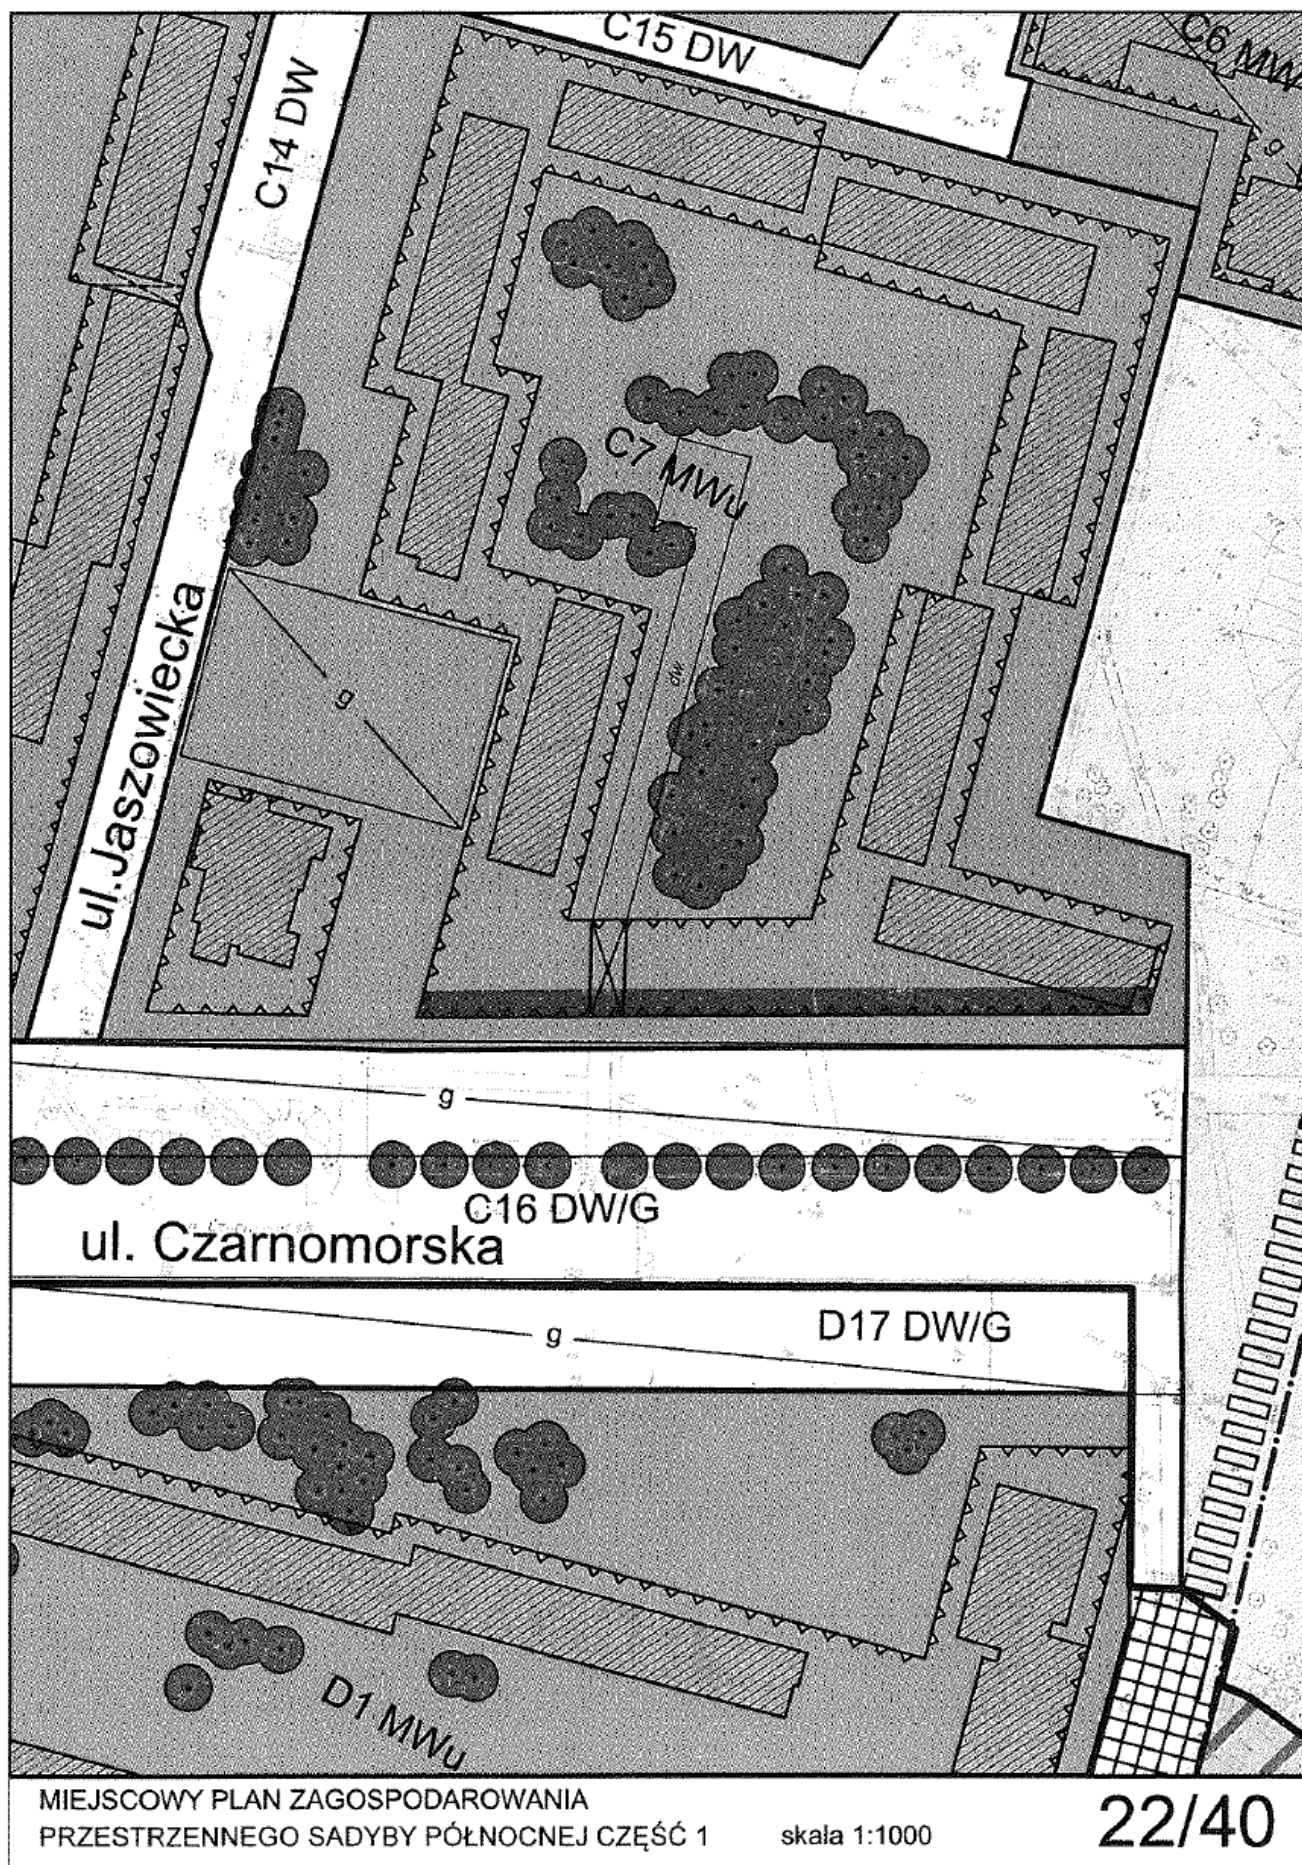 C15 DW
C6 MW
C14 DW
g
C7 MWu
dw
g
ul. Jaszowiecka
g
C16 DW/G
ul. Czarnomorska
D17 DW/G
g
D1 MWu
MIEJSCOWY PLAN ZAGOSPODAROWANIA
PRZESTRZENNEGO SADYBY PÓŁNOCNEJ CZĘŚĆ 1
skala 1:1000
22/40